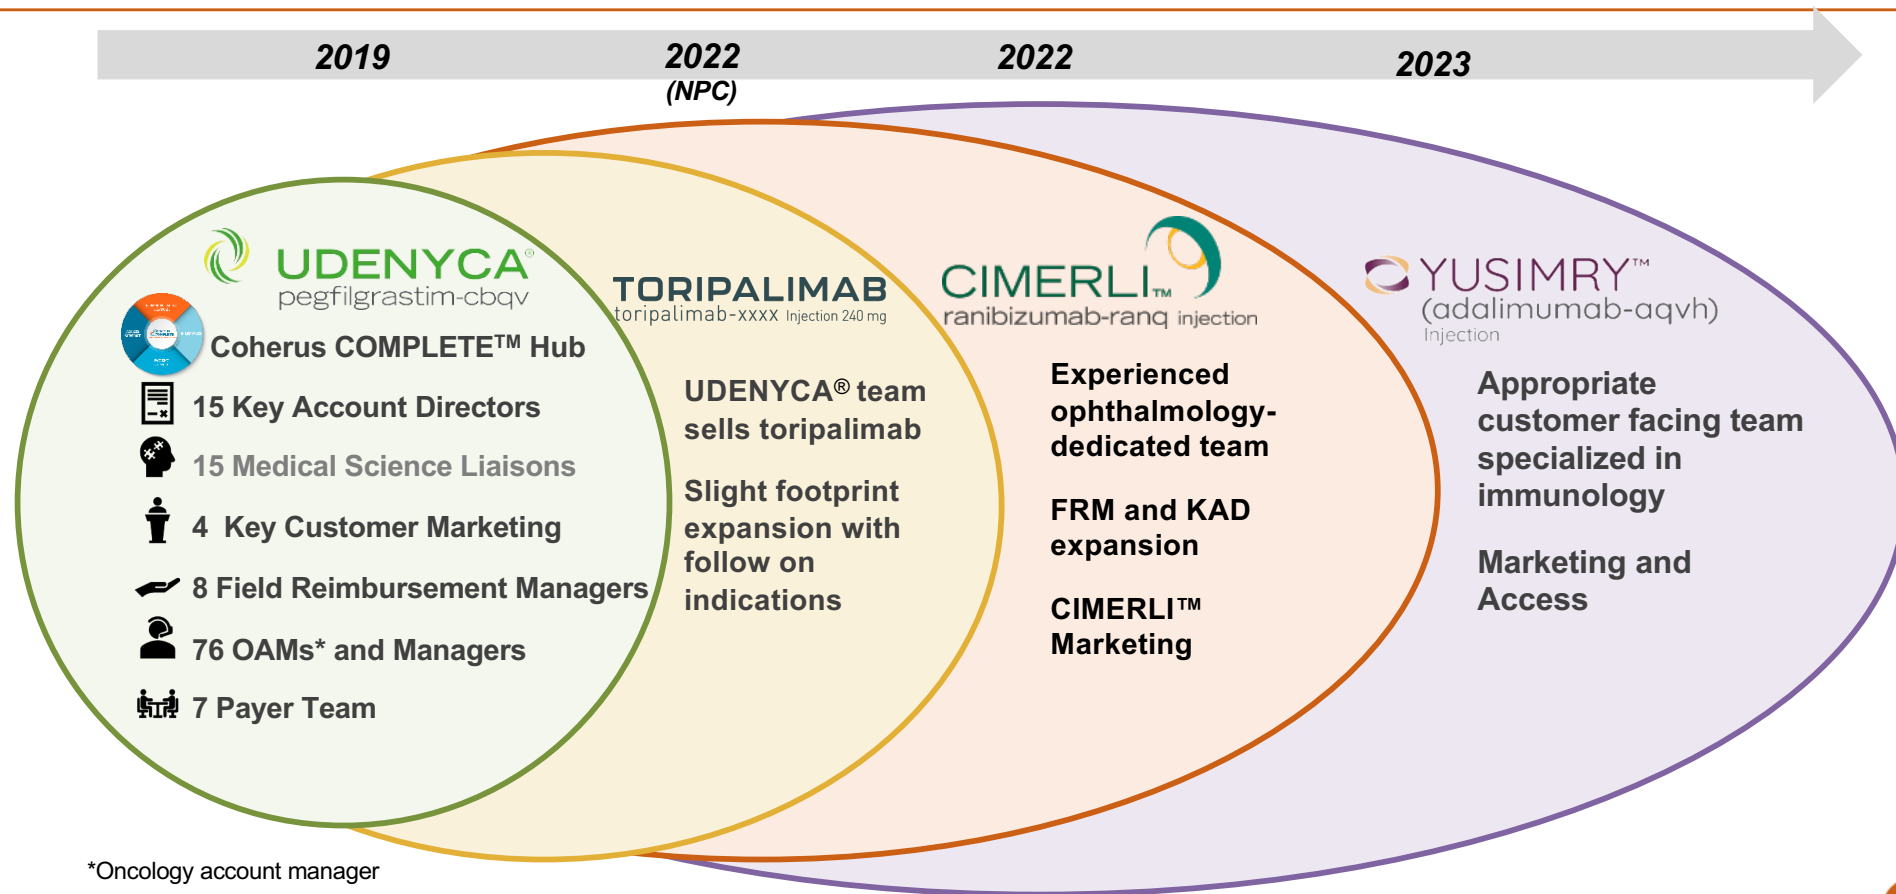 2019
2022
(NPC)
2022
2023
UDENYCA®
pegfilgrastim-cbqv
Coherus COMPLETE™ Hub
15 Key Account Directors
15 Medical Science Liaisons
4 Key Customer Marketing
8 Field Reimbursement Managers
76 OAMs* and Managers
7 Payer Team
TORIPALIMAB
toripalimab-xxxx Injection 240 mg
UDENYCA® team
sells toripalimab
Slight footprint
expansion with
follow on
indications
CIMERLI™
ranibizumab-ranq injection
Experienced
ophthalmology-
dedicated team
FRM and KAD
expansion
CIMERLI™
Marketing
YUSIMRY™
(adalimumab-aqvh)
Injection
Appropriate
customer facing team
specialized in
immunology
Marketing and
Access
*Oncology account manager